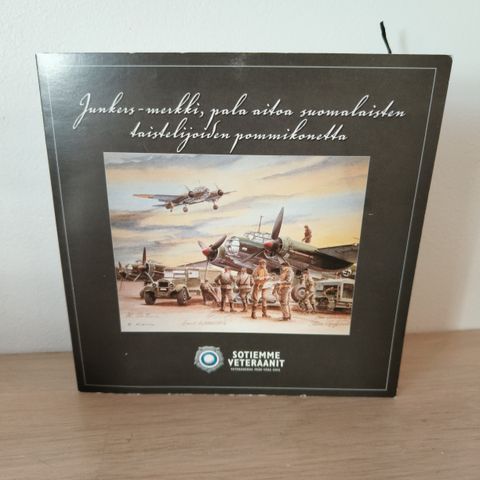 Junkers-merkki, pala aitoa suomalaisten
taistelijoiden pommikonetta
SOTIEMME
VETERAANIT